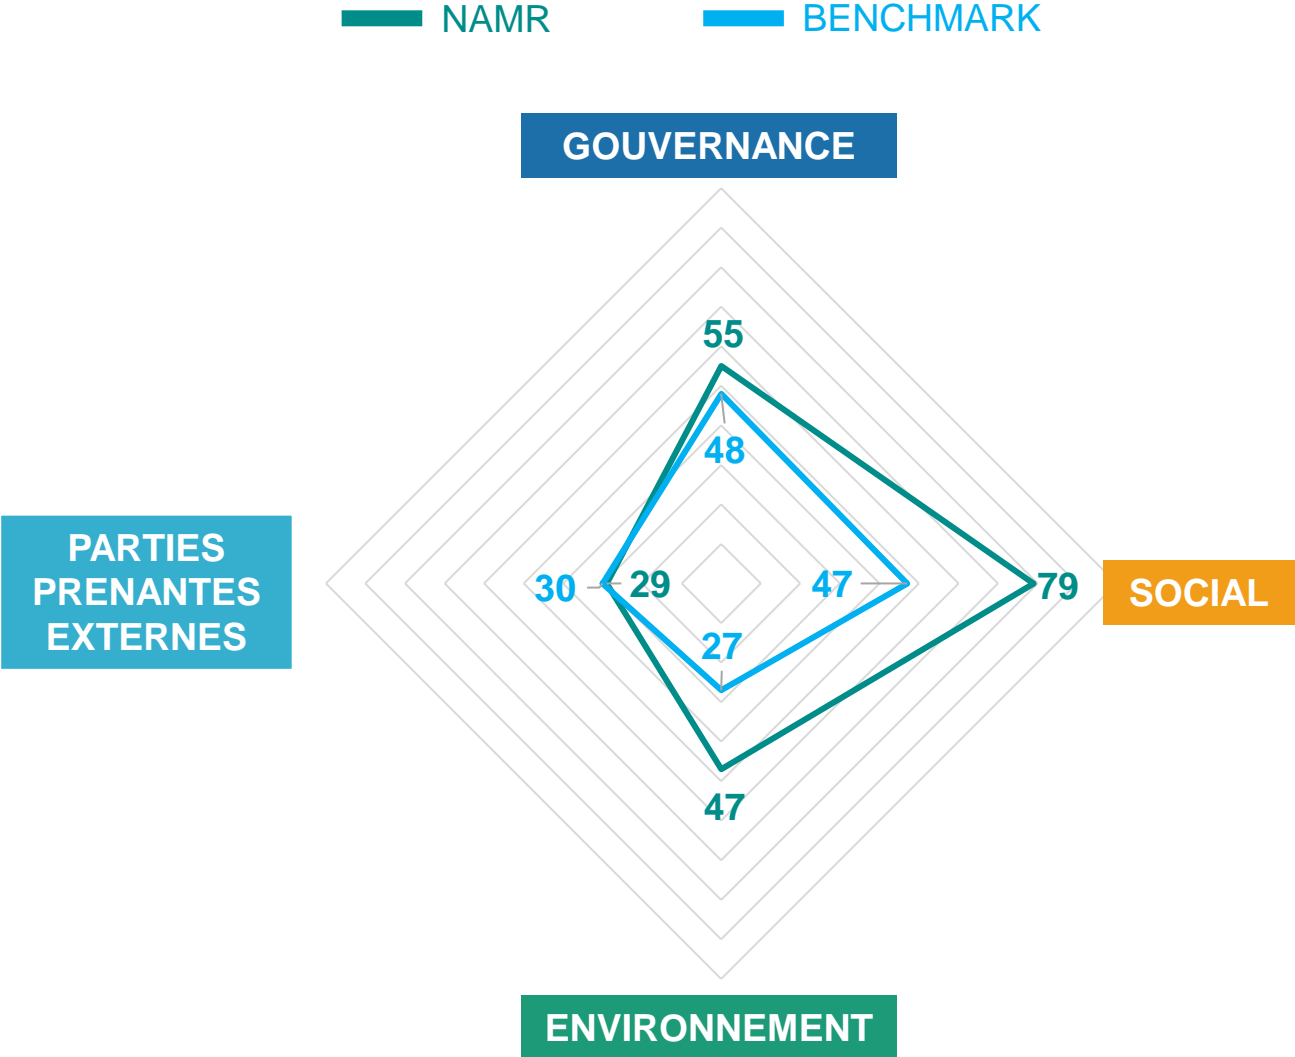 NAMR
BENCHMARK
GOUVERNANCE
55
48
PARTIES
PRENANTES
EXTERNES
30
29
47
79
SOCIAL
27
47
ENVIRONNEMENT